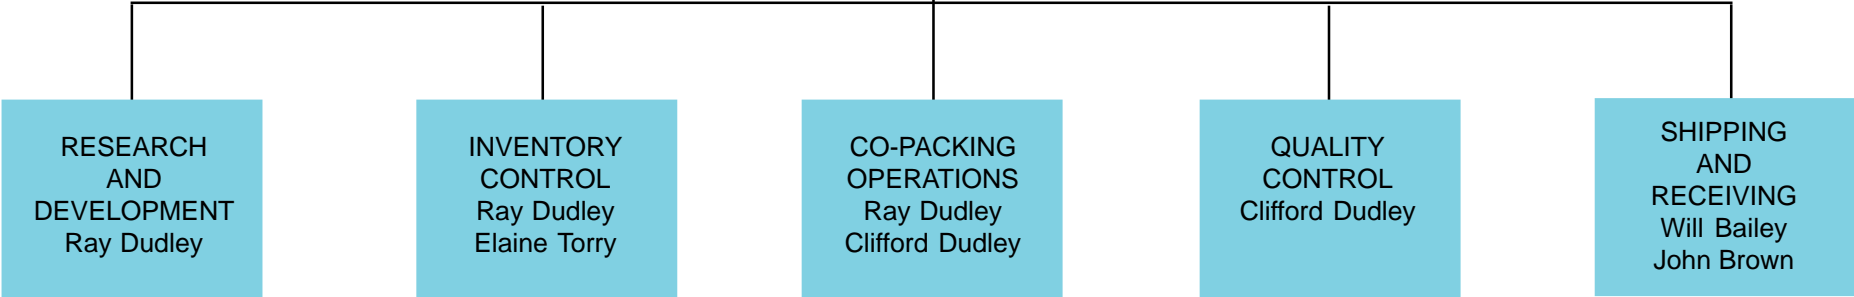 RESEARCH
AND
DEVELOPMENT
Ray Dudley
INVENTORY
CONTROL
Ray Dudley
Elaine Torry
CO-PACKING
OPERATIONS
Ray Dudley
Clifford Dudley
QUALITY
CONTROL
Clifford Dudley
SHIPPING
AND
RECEIVING
Will Bailey
John Brown